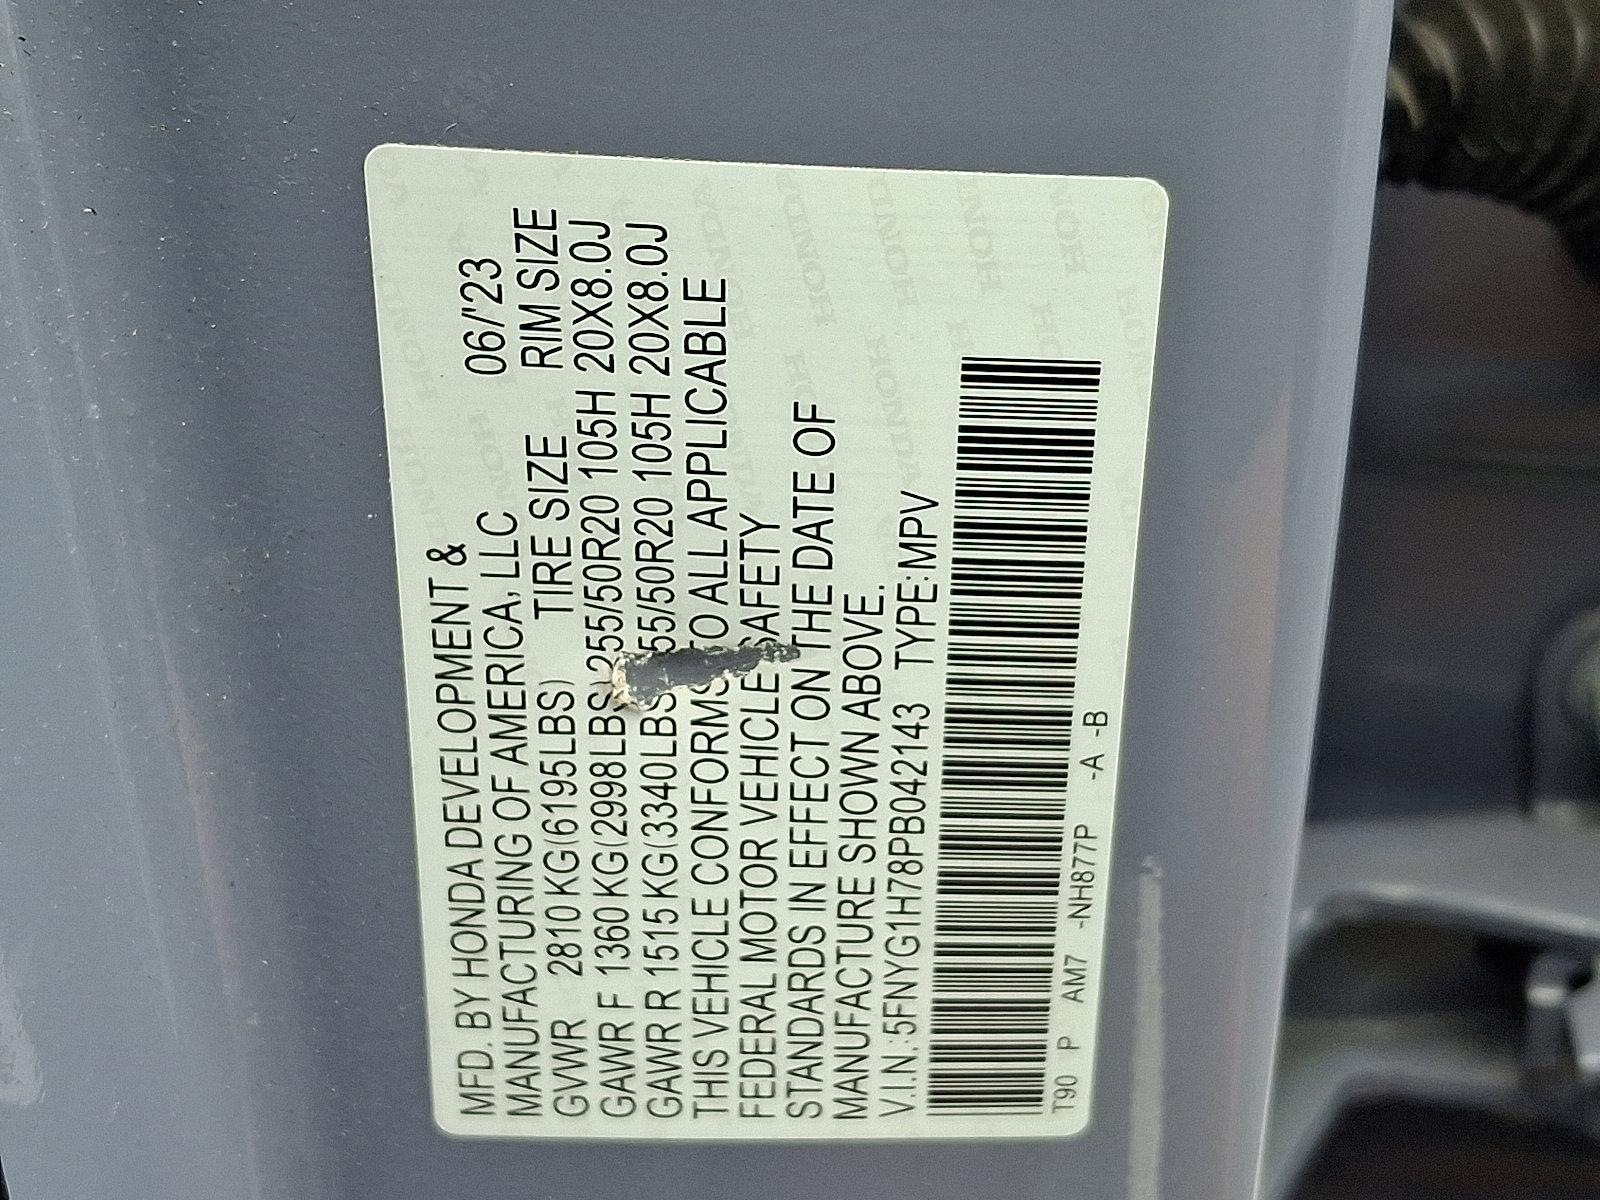 MFD. BY HONDA DEVELOPMENT &
MANUFACTURING OF AMERICA, LLC 06/'23
GVWR 2810 KG(6195LBS) TIRE SIZE RIM SIZE
GAWR F 1360 KG(2998LBS) 255/50R20 105H 20X8.0J
GAWR R 1515 KG(3340LBS 55/50R20 105H 20X8.0J
THIS VEHICLE CONFORMS TO ALL APPLICABLE
FEDERAL MOTOR VEHICLE SAFETY
STANDARDS IN EFFECT ON THE DATE OF
MANUFACTURE SHOWN ABOVE.
V.I.N.:5FNYG1H78PB042143 TYPE:MPV
T90 P AM7 -NH877P -A -B